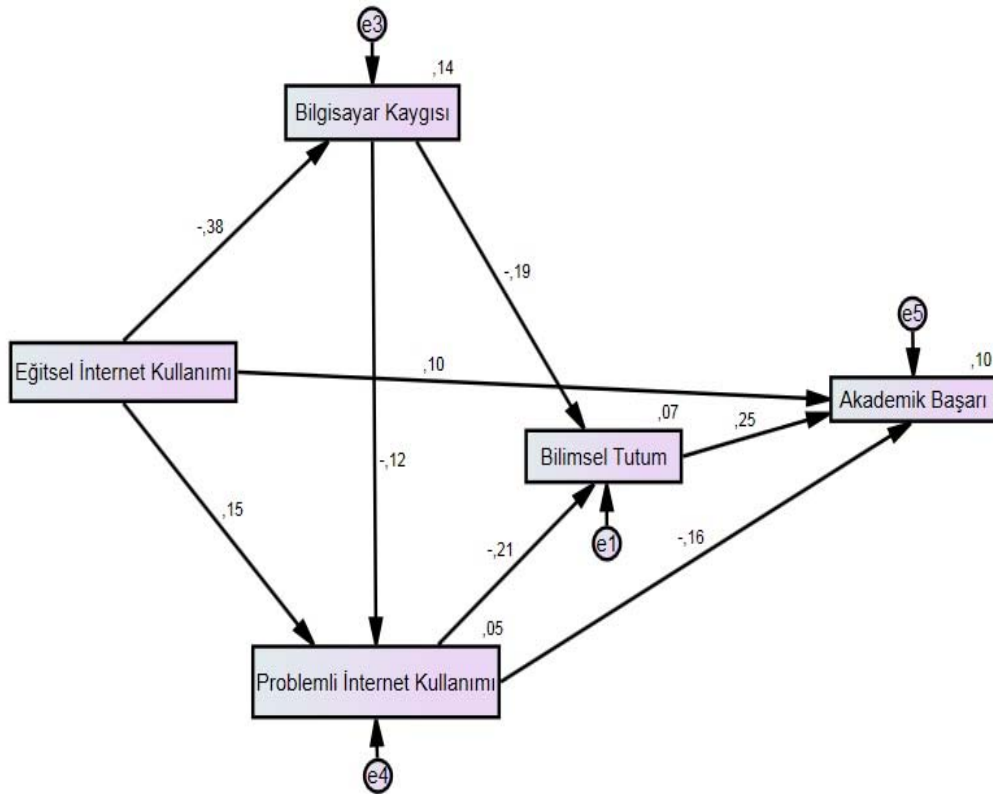 e3
,14
Bilgisayar Kaygısı
-,38
-,19
e5
Eğitsel İnternet Kullanımı
,10
,10
Akademik Başarı
,07
,25
Bilimsel Tutum
-,12
,15
e1
-,16
-,21
,05
Problemli İnternet Kullanımı
e4